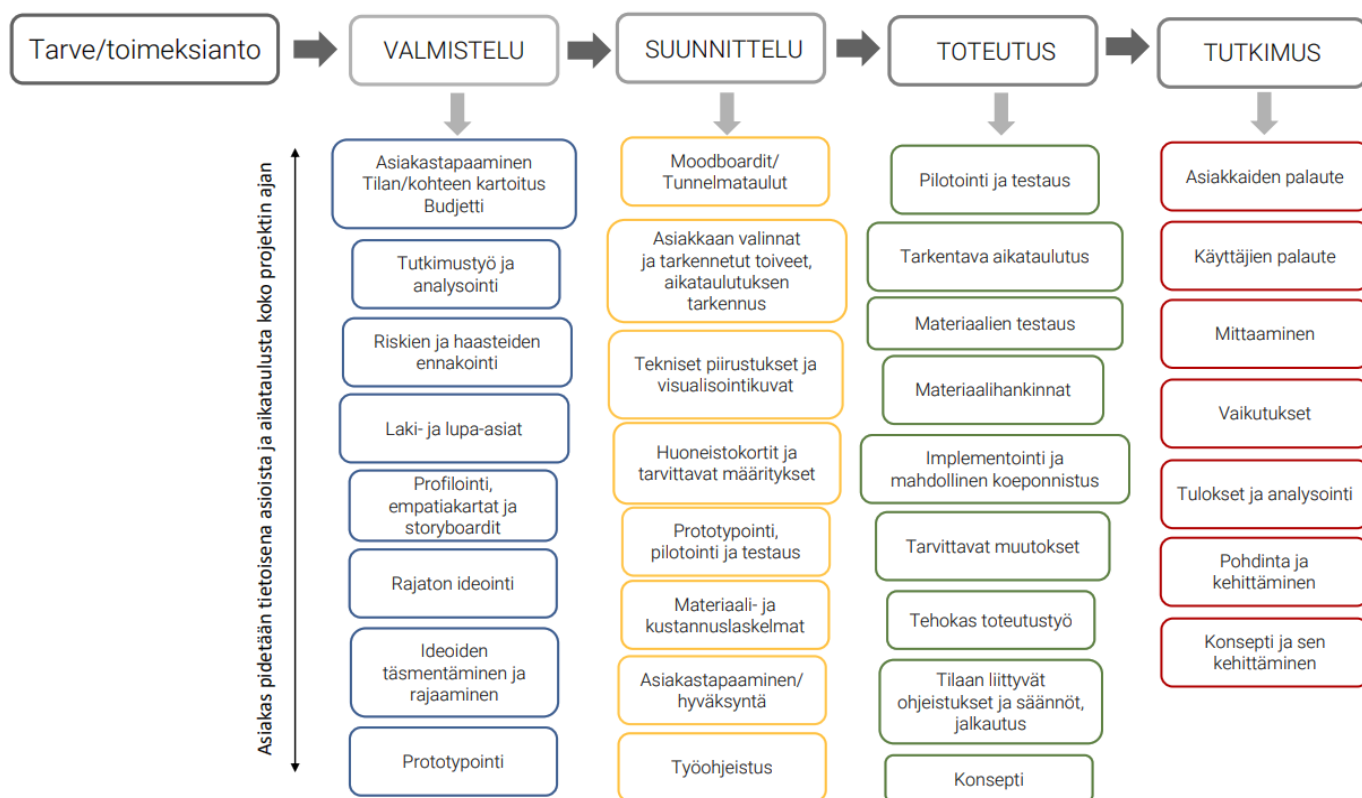 Tarve/toimeksianto
VALMISTELU
SUUNNITTELU
TOTEUTUS
TUTKIMUS
Asiakas pidetään tietoisena asioista ja aikataulusta koko projektin ajan
Asiakastapaaminen
Tilan/kohteen kartoitus
Budjetti
Tutkimustyö ja
analysointi
Riskien ja haasteiden
ennakointi
Laki- ja lupa-asiat
Profilointi,
empatiakartat ja
storyboardit
Rajaton ideointi
Ideoiden
täsmentäminen ja
rajaaminen
Prototypointi
Moodboardit/
Tunnelmataulut
Asiakkaan valinnat
ja tarkennetut toiveet,
aikataulutuksen
tarkennus
Tekniset piirustukset ja
visualisointikuvat
Huoneistokortit ja
tarvittavat määritykset
Prototypointi,
pilotointi ja testaus
Materiaali- ja
kustannuslaskelmat
Asiakastapaaminen/
hyväksyntä
Työohjeistus
Pilotointi ja testaus
Tarkentava aikataulutus
Materiaalien testaus
Materiaalihankinnat
Implementointi ja
mahdollinen koeponnistus
Tarvittavat muutokset
Tehokas toteutustyö
Tilaan liittyvät
ohjeistukset ja säännöt,
jalkautus
Konsepti
Asiakkaiden palaute
Käyttäjien palaute
Mittaaminen
Vaikutukset
Tulokset ja analysointi
Pohdinta ja
kehittäminen
Konsepti ja sen
kehittäminen